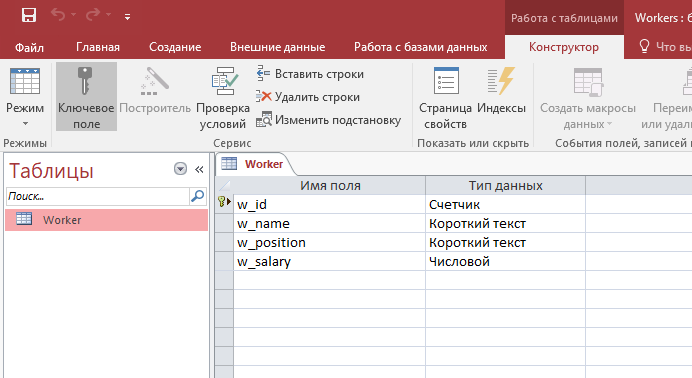 Работа с таблицами
Workers : б
Файл
Главная
Создание
Внешние данные
Работа с базами данных
Конструктор
Что вы
Режим
Ключевое поле
Построитель
Проверка условий
Вставить строки
Удалить строки
Изменить подстановку
Страница свойств
Индексы
Создать макросы данных
Переим
или удал
Режимы
Сервис
Показать или скрыть
События полей, записей
Таблицы
Поиск...
Worker
Worker
Имя поля Тип данных
w_id Счетчик
w_name Короткий текст
w_position Короткий текст
w_salary Числовой